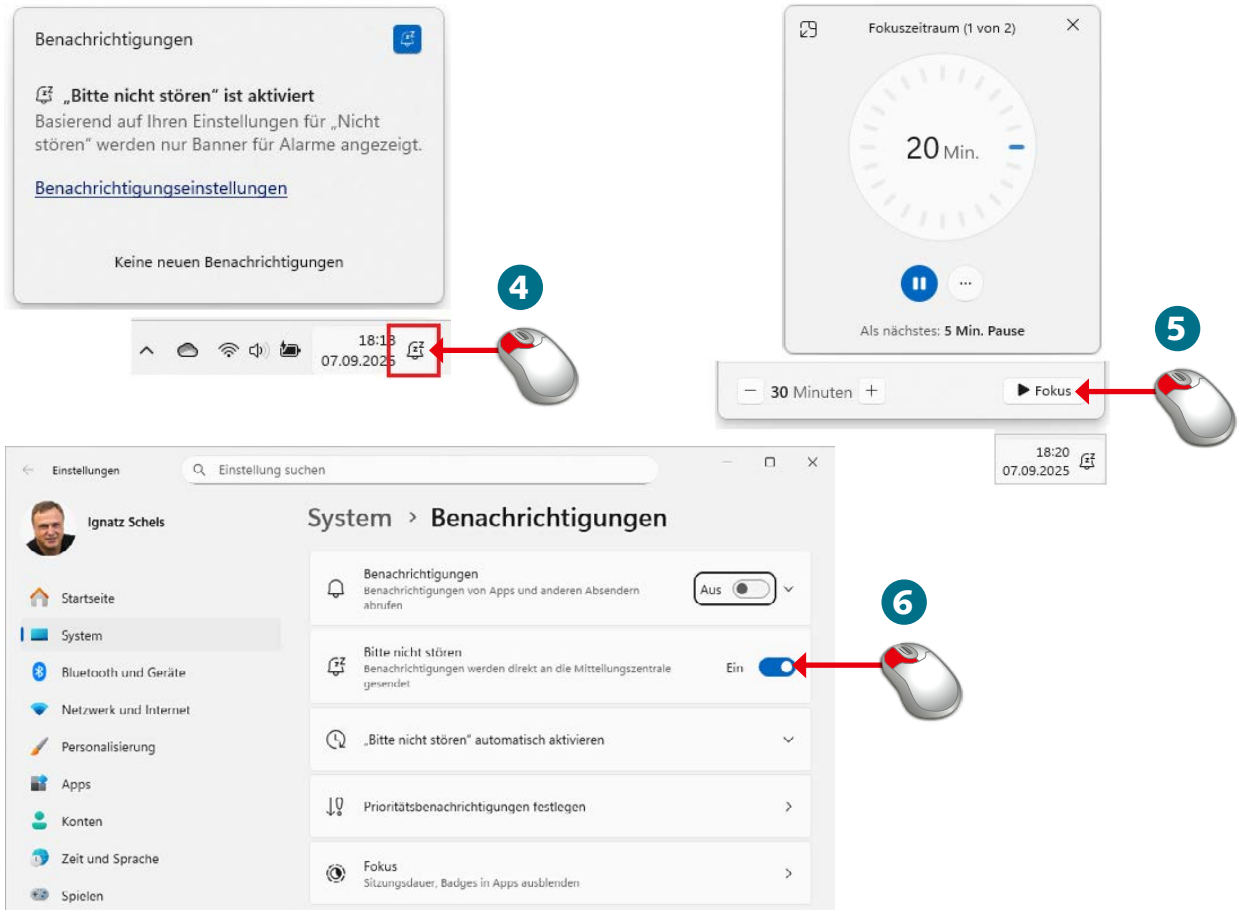 Benachrichtigungen
„Bitte nicht stören“ ist aktiviert
Basierend auf Ihren Einstellungen für „Nicht
stören“ werden nur Banner für Alarme angezeigt.
Benachrichtigungseinstellungen
Keine neuen Benachrichtigungen
4
18:18
07.09.2025
Fokuszeitraum (1 von 2)
20 Min.
Als nächstes: 5 Min. Pause
5
30 Minuten
Fokus
18:20
07.09.2025
Einstellungen
Einstellung suchen
Ignatz Schels
System > Benachrichtigungen
Startseite
System
Bluetooth und Geräte
Netzwerk und Internet
Personalisierung
Apps
Konten
Zeit und Sprache
Spielen
Benachrichtigungen
Benachrichtigungen von Apps und anderen Absendern
abrufen
Aus
Bitte nicht stören
Benachrichtigungen werden direkt an die Mitteilungszentrale
gesendet
Ein
6
„Bitte nicht stören“ automatisch aktivieren
Prioritätsbenachrichtigungen festlegen
Fokus
Sitzungsdauer, Badges in Apps ausblenden